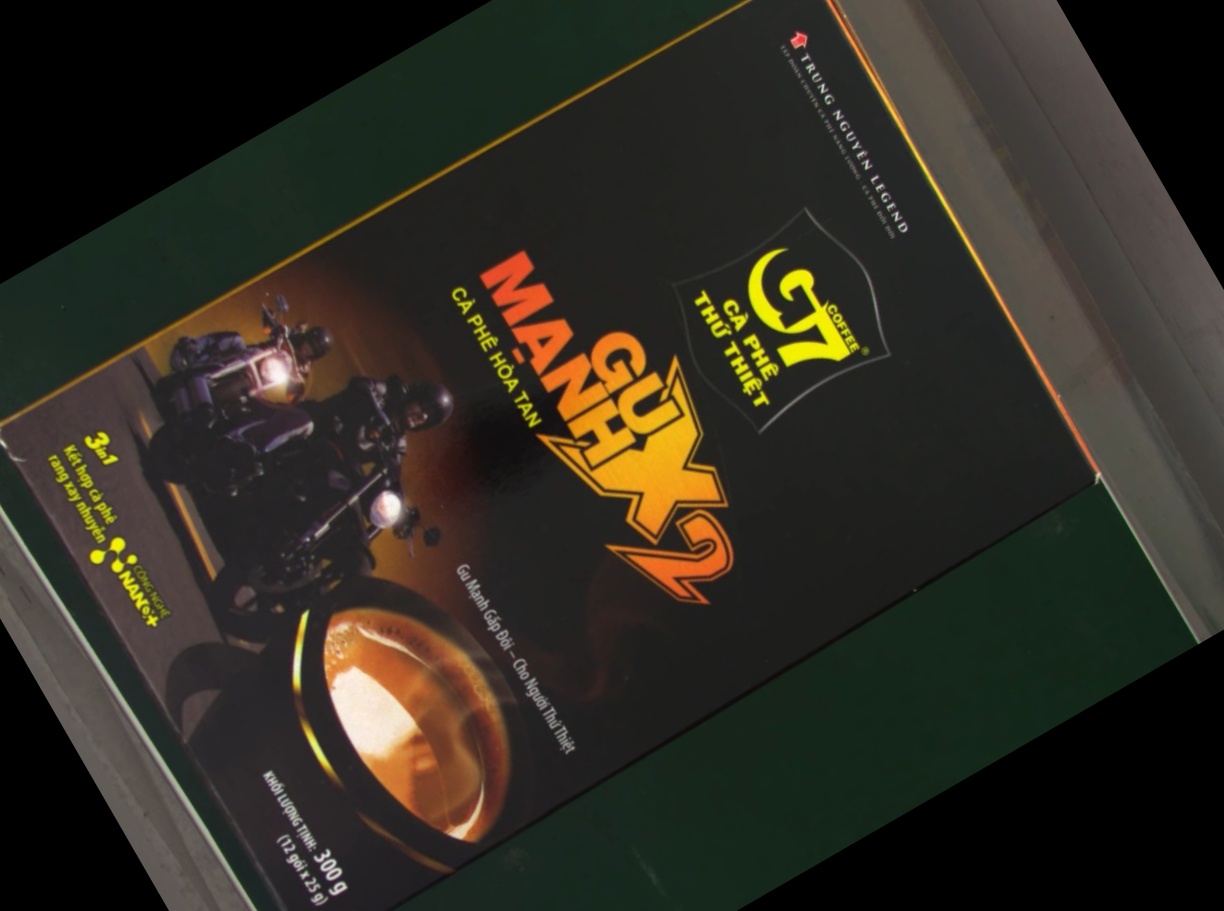 TRUNG NGUYÊN LEGEND
COFFEE
G7
®
CÀ PHÊ
THỨ THIỆT
GU
MẠNH
X2
CÀ PHÊ HÒA TAN
Gu Mạnh Gấp Đôi – Cho Người Thứ Thiệt
3in1
Kết hợp cà phê
rang xay nhuyễn
CÔNG NGHỆ
NANO+
KHỐI LƯỢNG TỊNH: 300 g
(12 gói x 25 g)